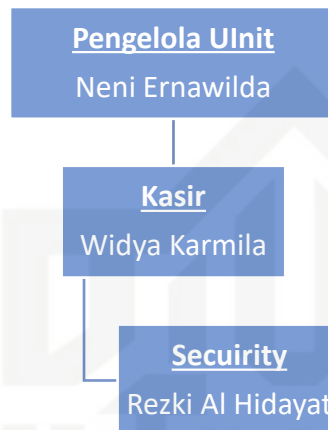 Pengelola UInit
Neni Ernawilda
Kasir
Widya Karmila
Secuirity
Rezki Al Hidayat